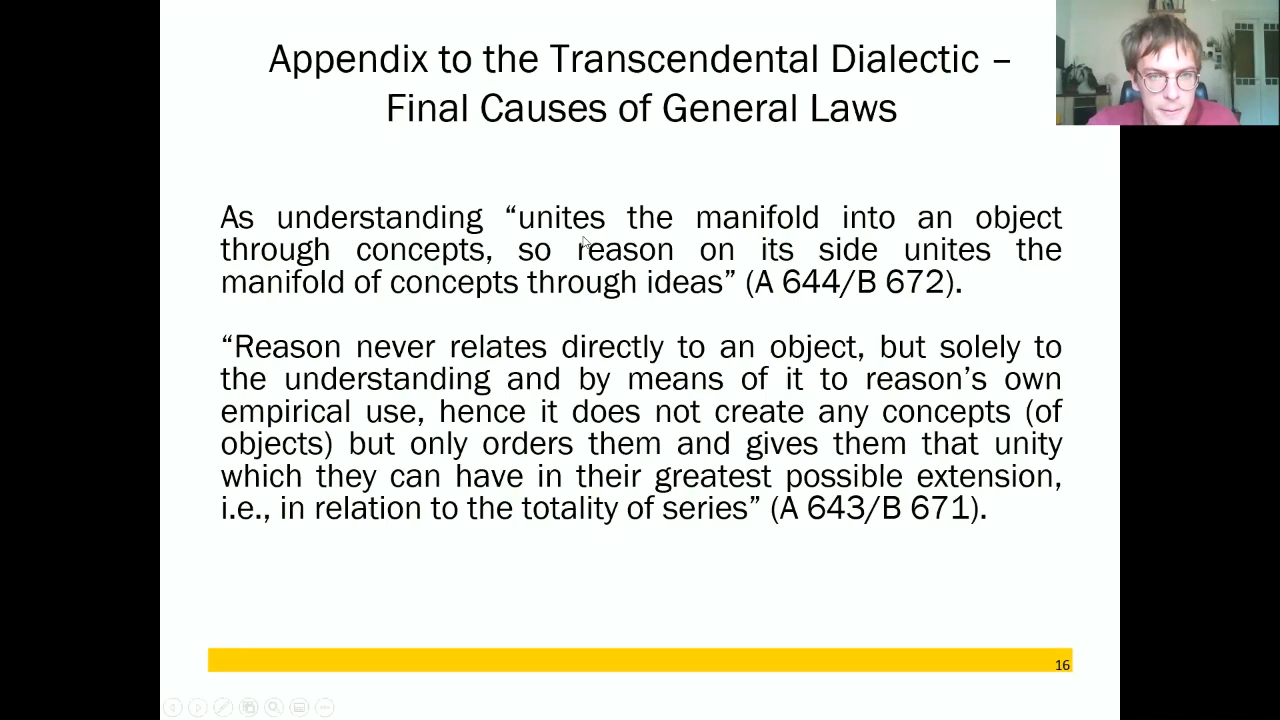 Appendix to the Transcendental Dialectic –
Final Causes of General Laws
As understanding “unites the manifold into an object
through concepts, so reason on its side unites the
manifold of concepts through ideas” (A 644/B 672).
“Reason never relates directly to an object, but solely to
the understanding and by means of it to reason’s own
empirical use, hence it does not create any concepts (of
objects) but only orders them and gives them that unity
which they can have in their greatest possible extension,
i.e., in relation to the totality of series” (A 643/B 671).
16